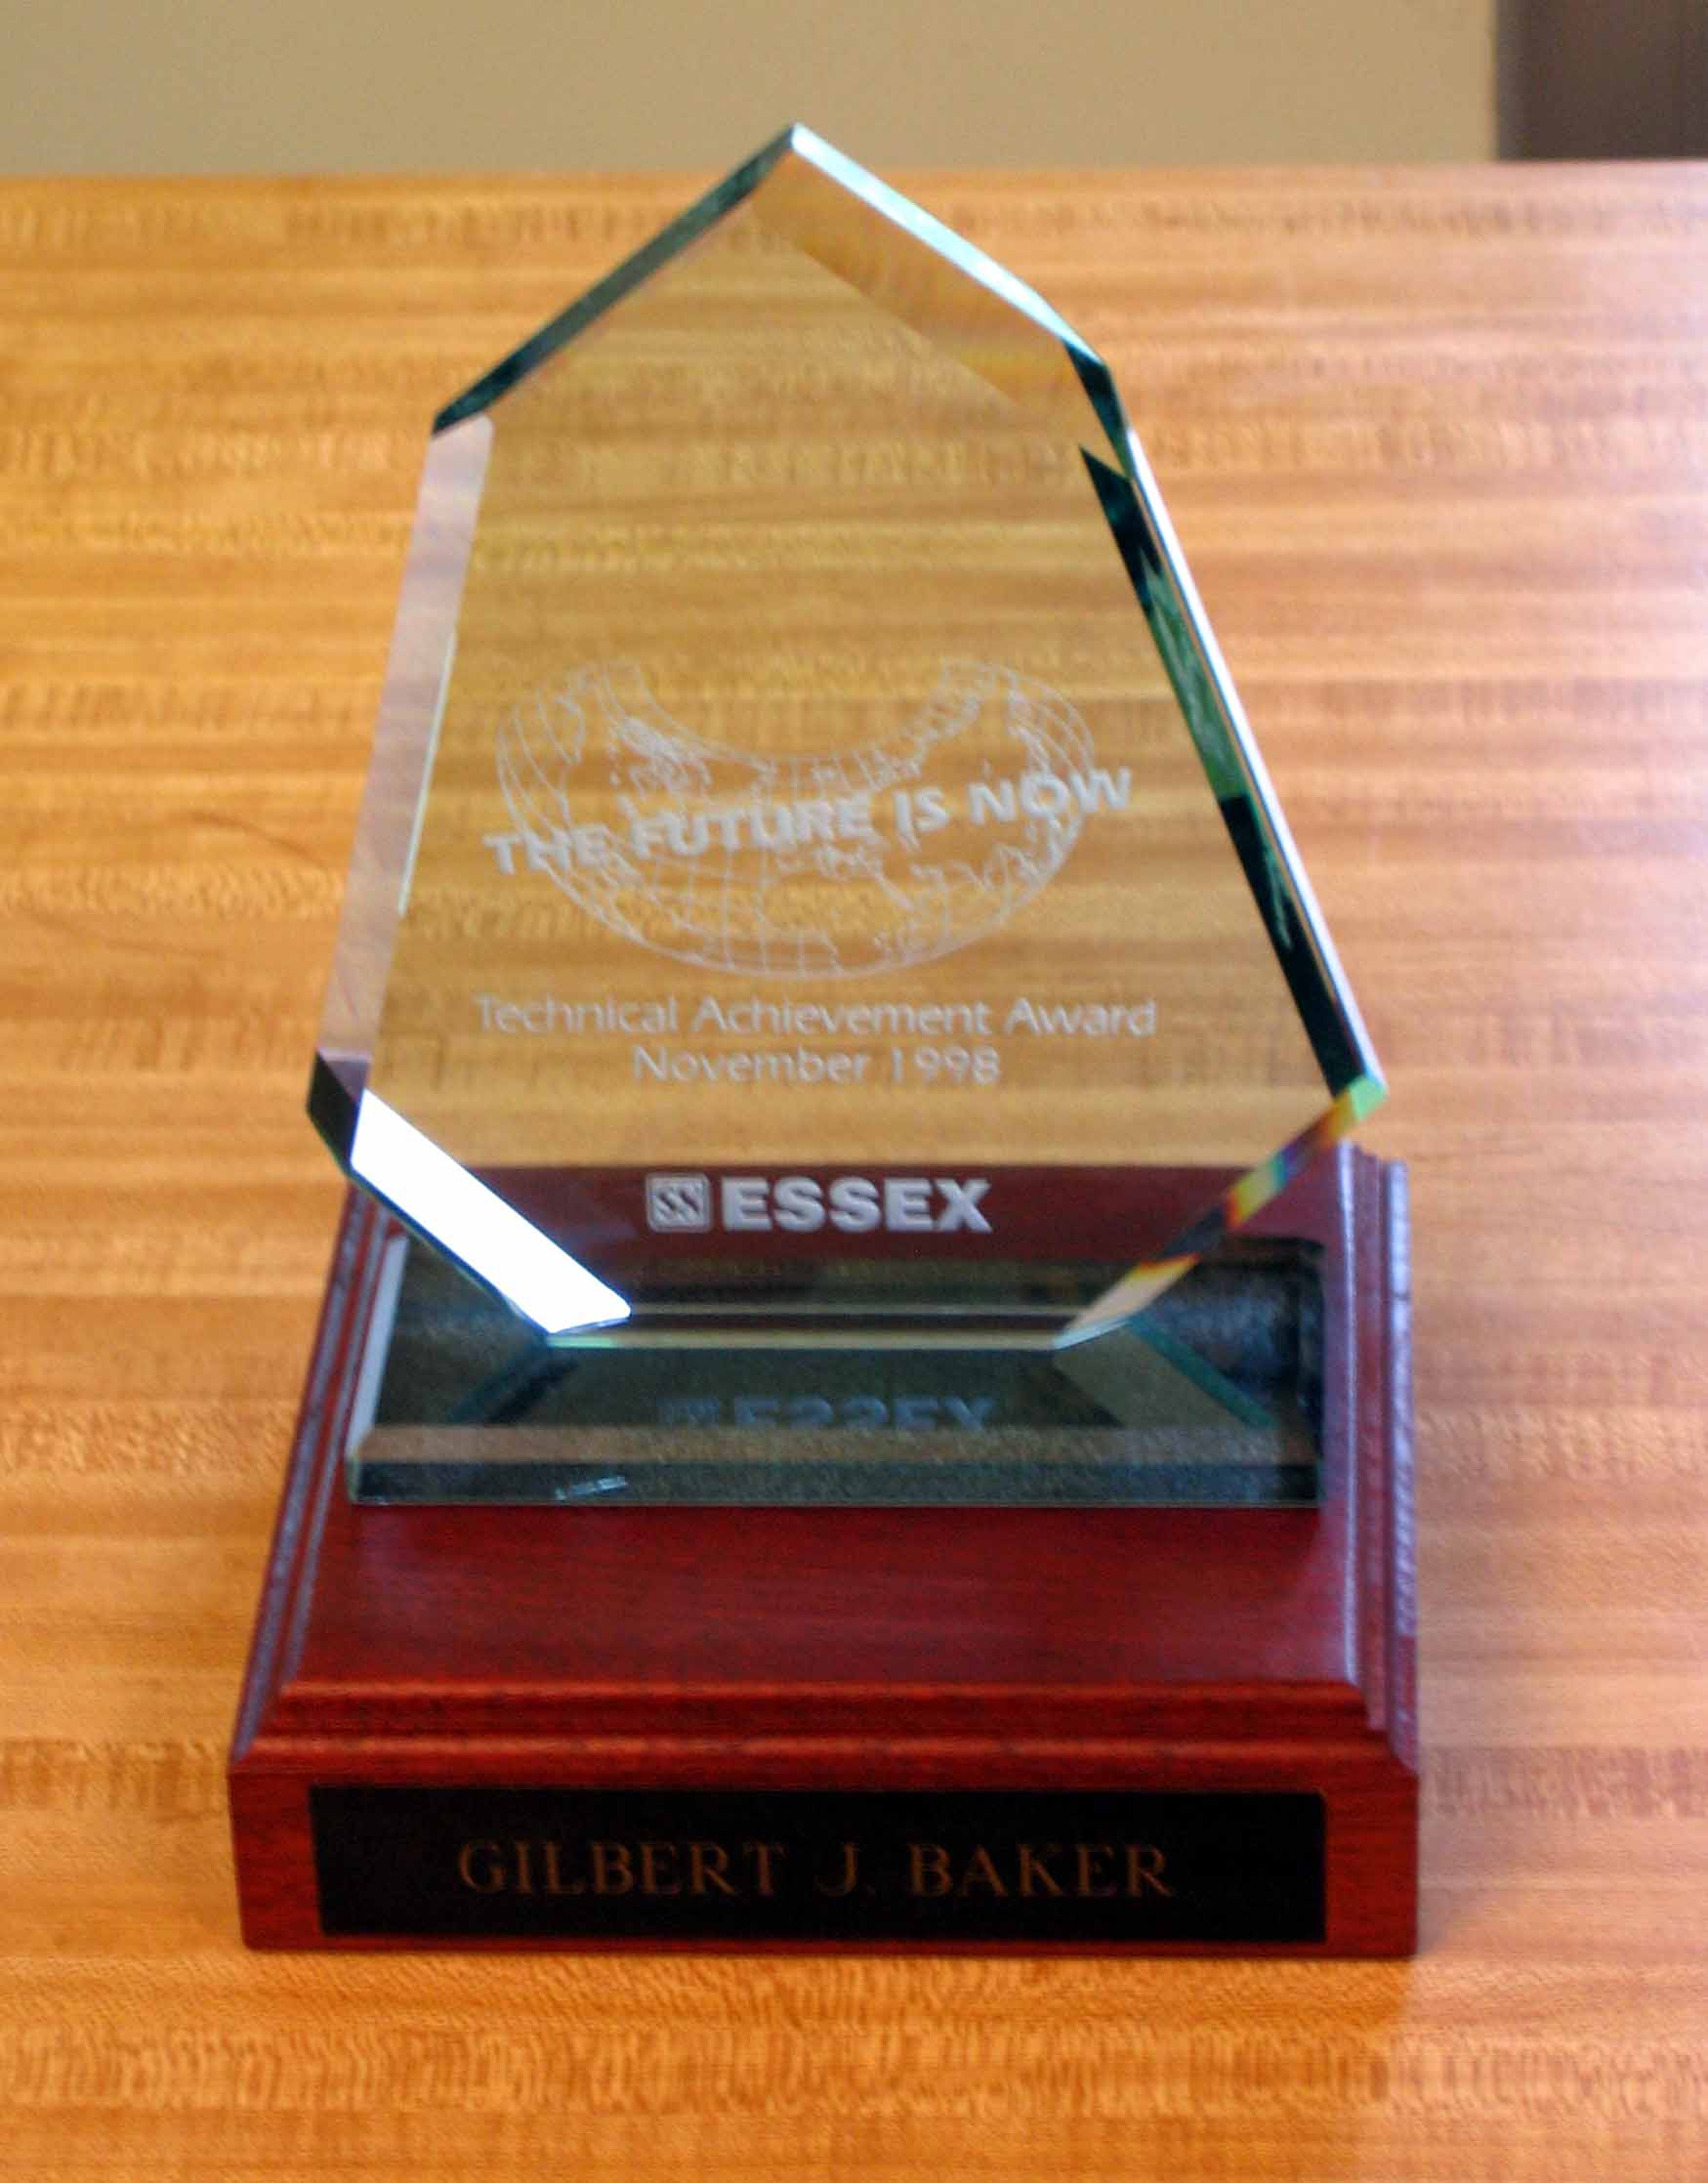 THE FUTURE IS NOW
Technical Achievement Award
November 1998
ESSEX
GILBERT J. BAKER